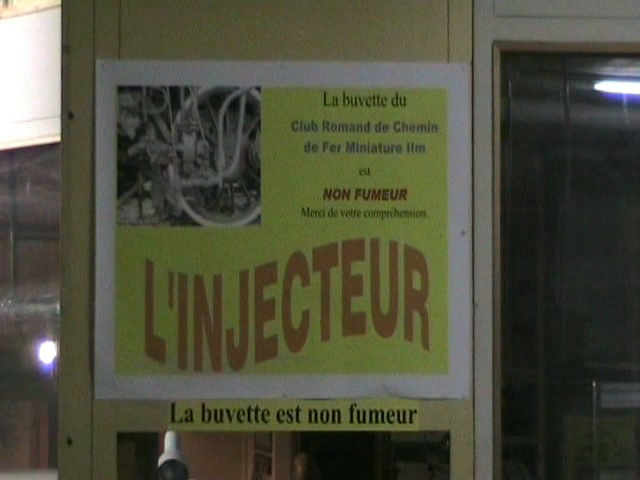 La buvette du
Club Romand de Chemin
de Fer Miniature IIm
est
NON FUMEUR
Merci de votre compréhension.
L'INJECTEUR
La buvette est non fumeur